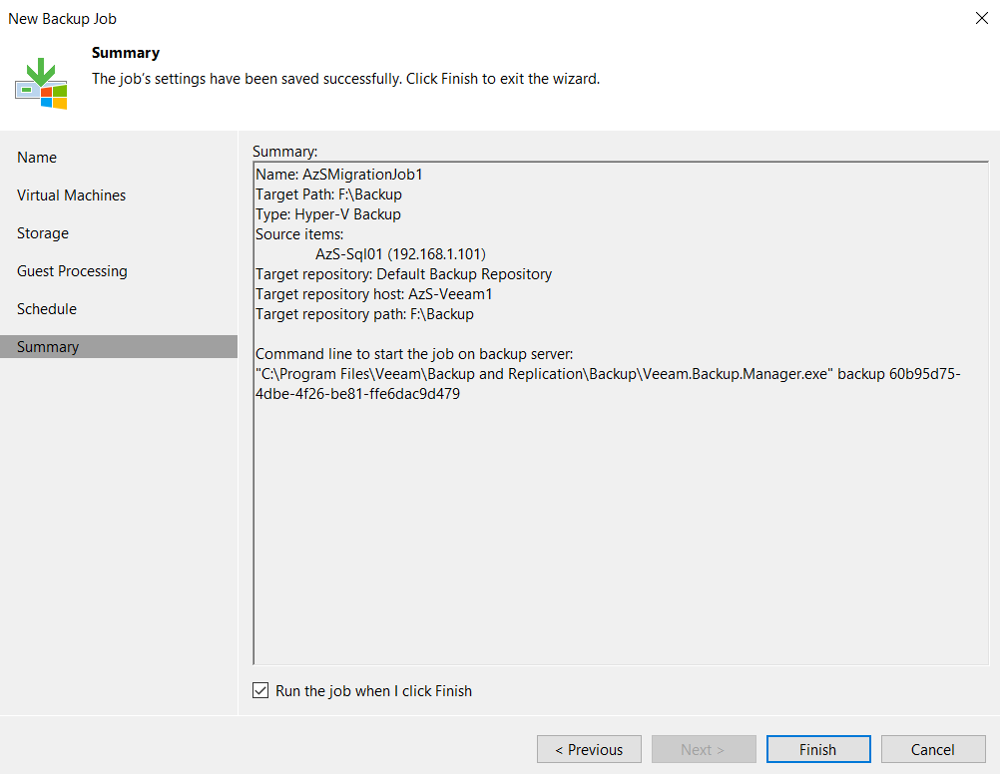 New Backup Job
Summary
The job's settings have been saved successfully. Click Finish to exit the wizard.
Name
Virtual Machines
Storage
Guest Processing
Schedule
Summary
Summary:
Name: AzSMigrationJob1
Target Path: F:\Backup
Type: Hyper-V Backup
Source items:
AzS-Sql01 (192.168.1.101)
Target repository: Default Backup Repository
Target repository host: AzS-Veeam1
Target repository path: F:\Backup
Command line to start the job on backup server:
"C:\Program Files\Veeam\Backup and Replication\Backup\Veeam.Backup.Manager.exe" backup 60b95d75-
4dbe-4f26-be81-ffe6dac9d479
Run the job when I click Finish
< Previous
Next >
Finish
Cancel